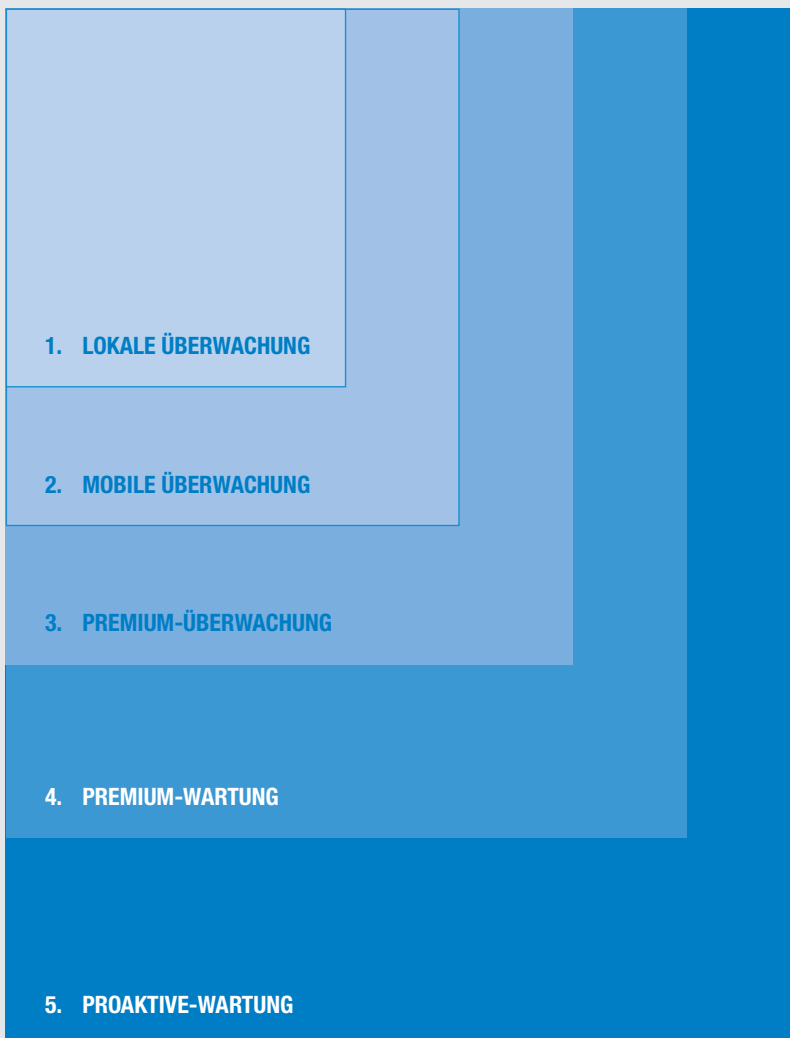 1. LOKALE ÜBERWACHUNG
2. MOBILE ÜBERWACHUNG
3. PREMIUM-ÜBERWACHUNG
4. PREMIUM-WARTUNG
5. PROAKTIVE-WARTUNG